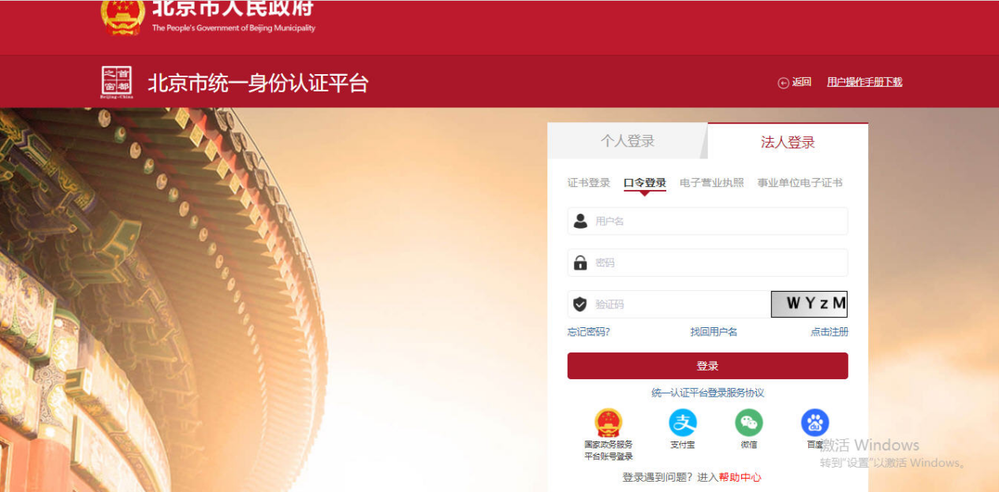 北京市人民政府
The People's Government of Beijing Municipality
首都之窗
Beijing-China
北京市统一身份认证平台
返回 用户操作手册下载
个人登录 法人登录
证书登录 口令登录 电子营业执照 事业单位电子证书
用户名
密码
验证码 W Y z M
忘记密码? 找回用户名 点击注册
登录
统一认证平台登录服务协议
国家政务服务 支付宝 微信 百度
平台账号登录
激活 Windows
转到"设置"以激活 Windows。
登录遇到问题?进入帮助中心